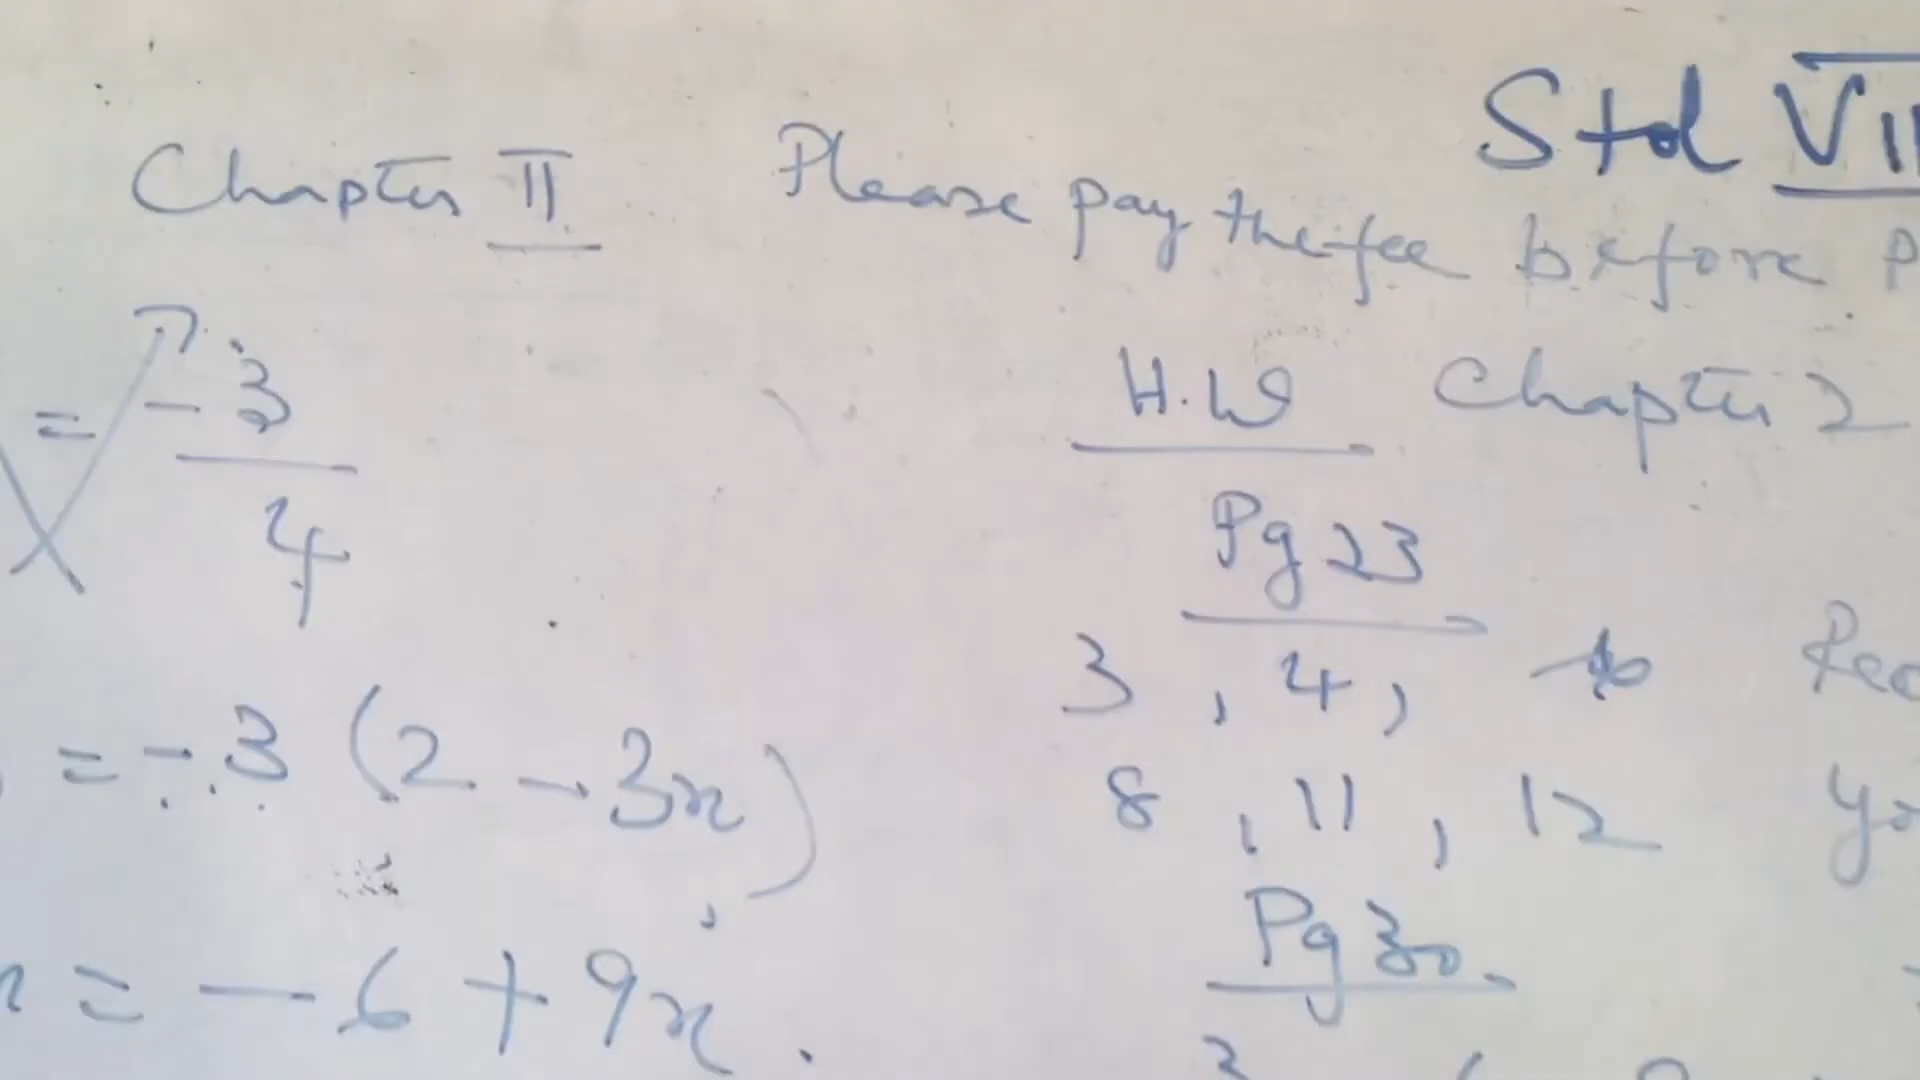 Std VII
Chapter II Please pay the fee before P
H.W Chapter 2
= -3
4
Pg 23
3, 4,
= -3 (2 - 3x)
8, 11, 12
Pg 30
x = - 6 + 9x